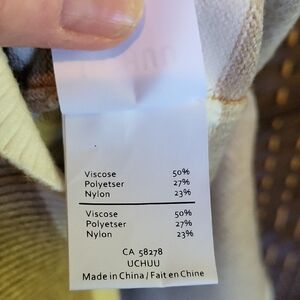 Viscose 50%
Polyetser 27%
Nylon 23%
Viscose 50%
Polyetser 27%
Nylon 23%
CA 58278
UCHUU
Made in China / Fait en Chine